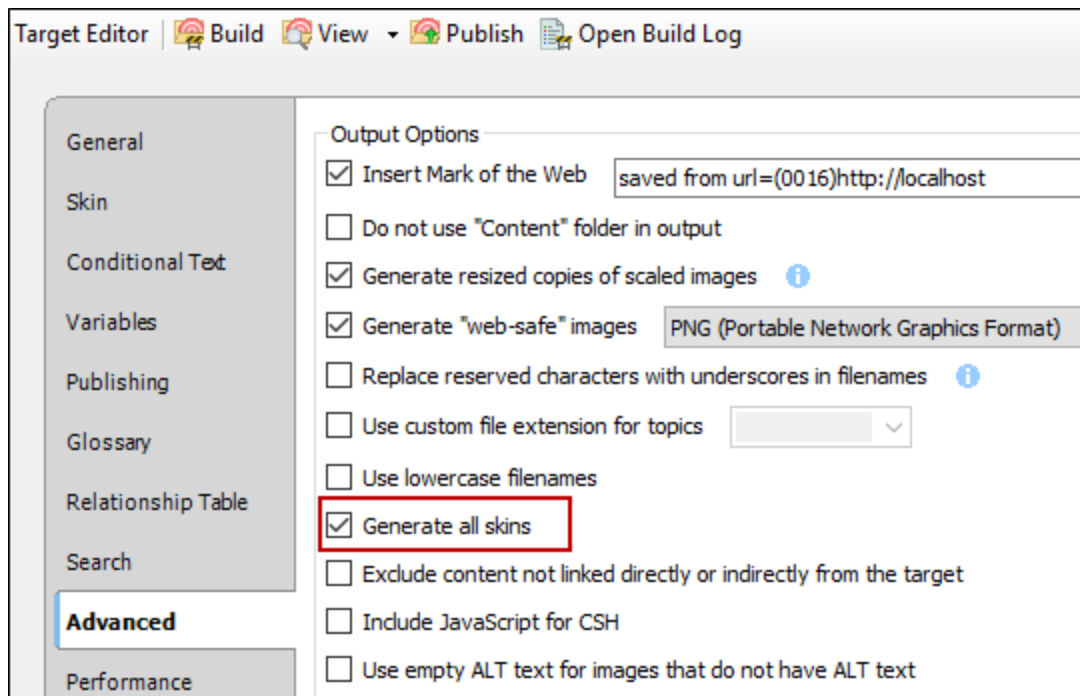 Target Editor Build View Publish Open Build Log
General
Skin
Conditional Text
Variables
Publishing
Glossary
Relationship Table
Search
Advanced
Performance
Output Options
Insert Mark of the Web saved from url=(0016)http://localhost
Do not use "Content" folder in output
Generate resized copies of scaled images
Generate "web-safe" images PNG (Portable Network Graphics Format)
Replace reserved characters with underscores in filenames
Use custom file extension for topics
Use lowercase filenames
Generate all skins
Exclude content not linked directly or indirectly from the target
Include JavaScript for CSH
Use empty ALT text for images that do not have ALT text